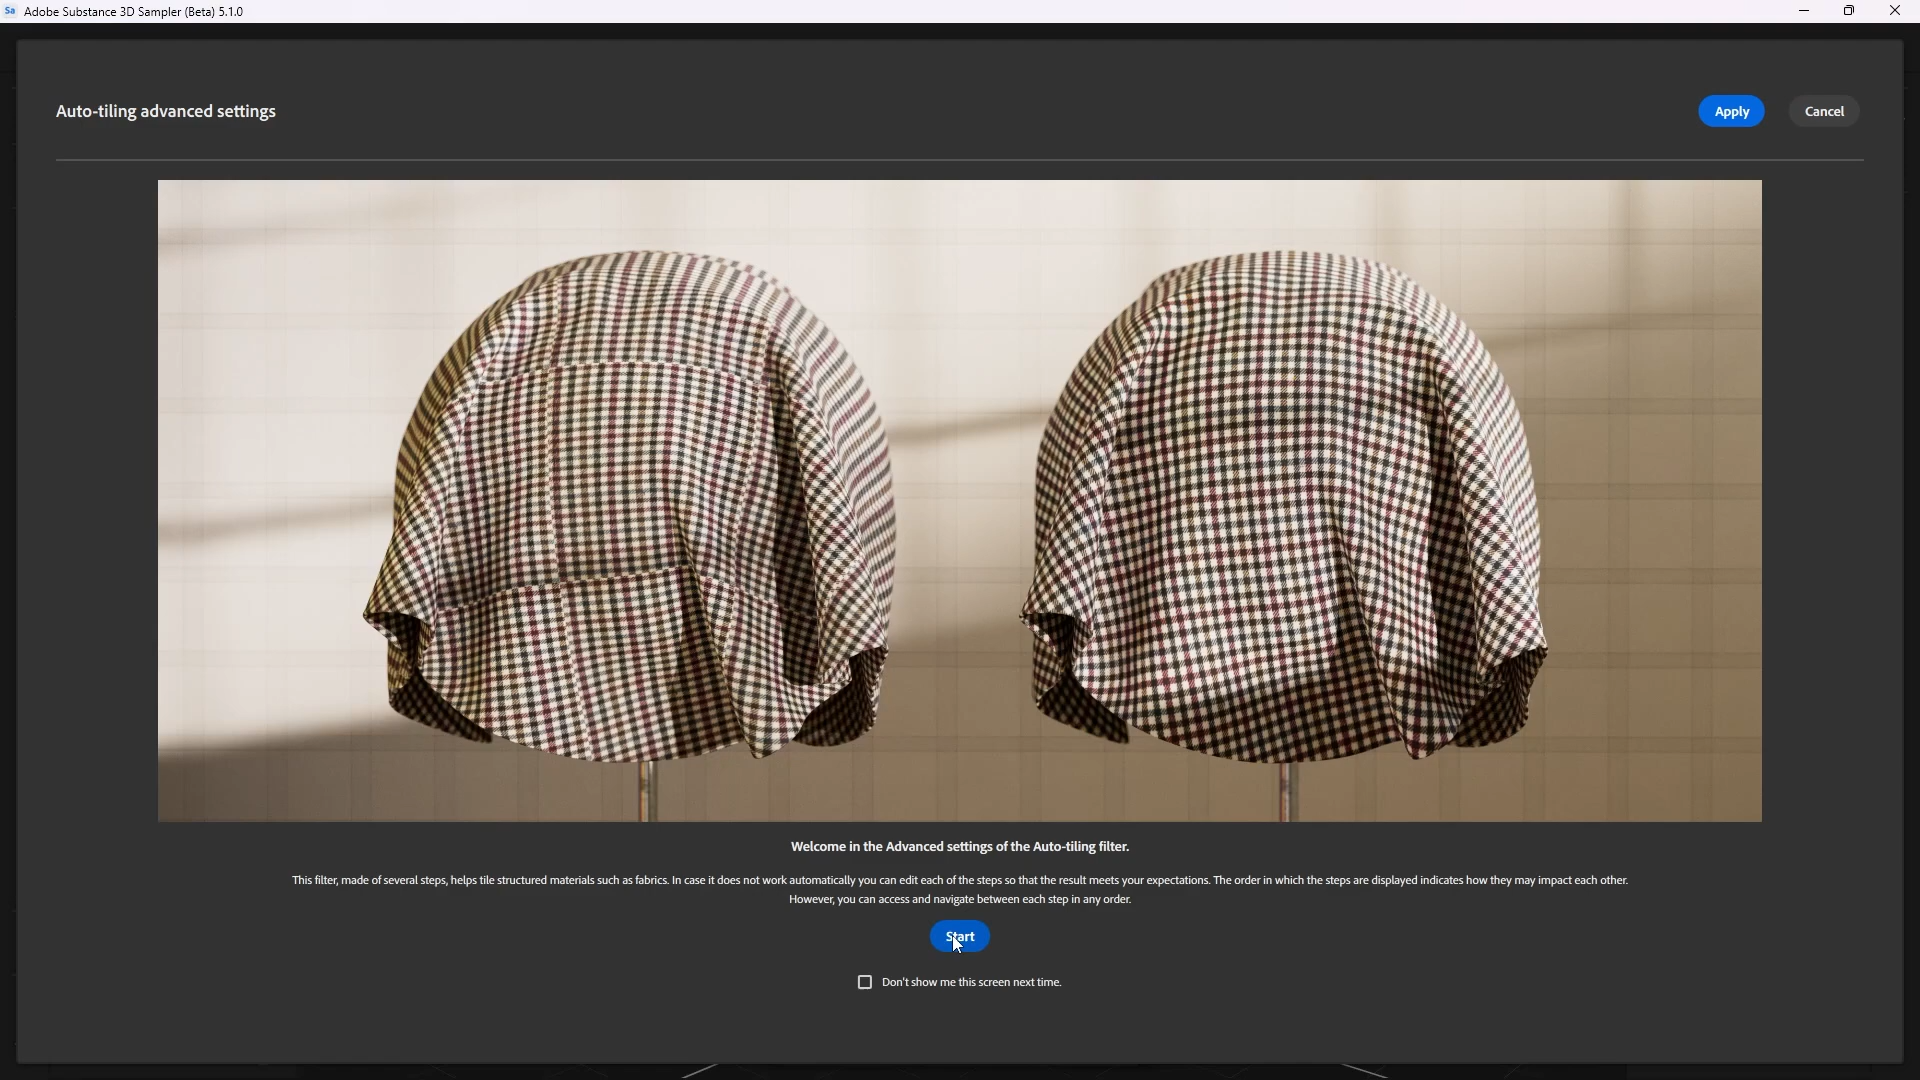 Sa Adobe Substance 3D Sampler (Beta) 5.1.0
Auto-tiling advanced settings
Apply
Cancel
Welcome in the Advanced settings of the Auto-tiling filter.
This filter, made of several steps, helps tile structured materials such as fabrics. In case it does not work automatically you can edit each of the steps so that the result meets your expectations. The order in which the steps are displayed indicates how they may impact each other.
However, you can access and navigate between each step in any order.
Start
Don't show me this screen next time.